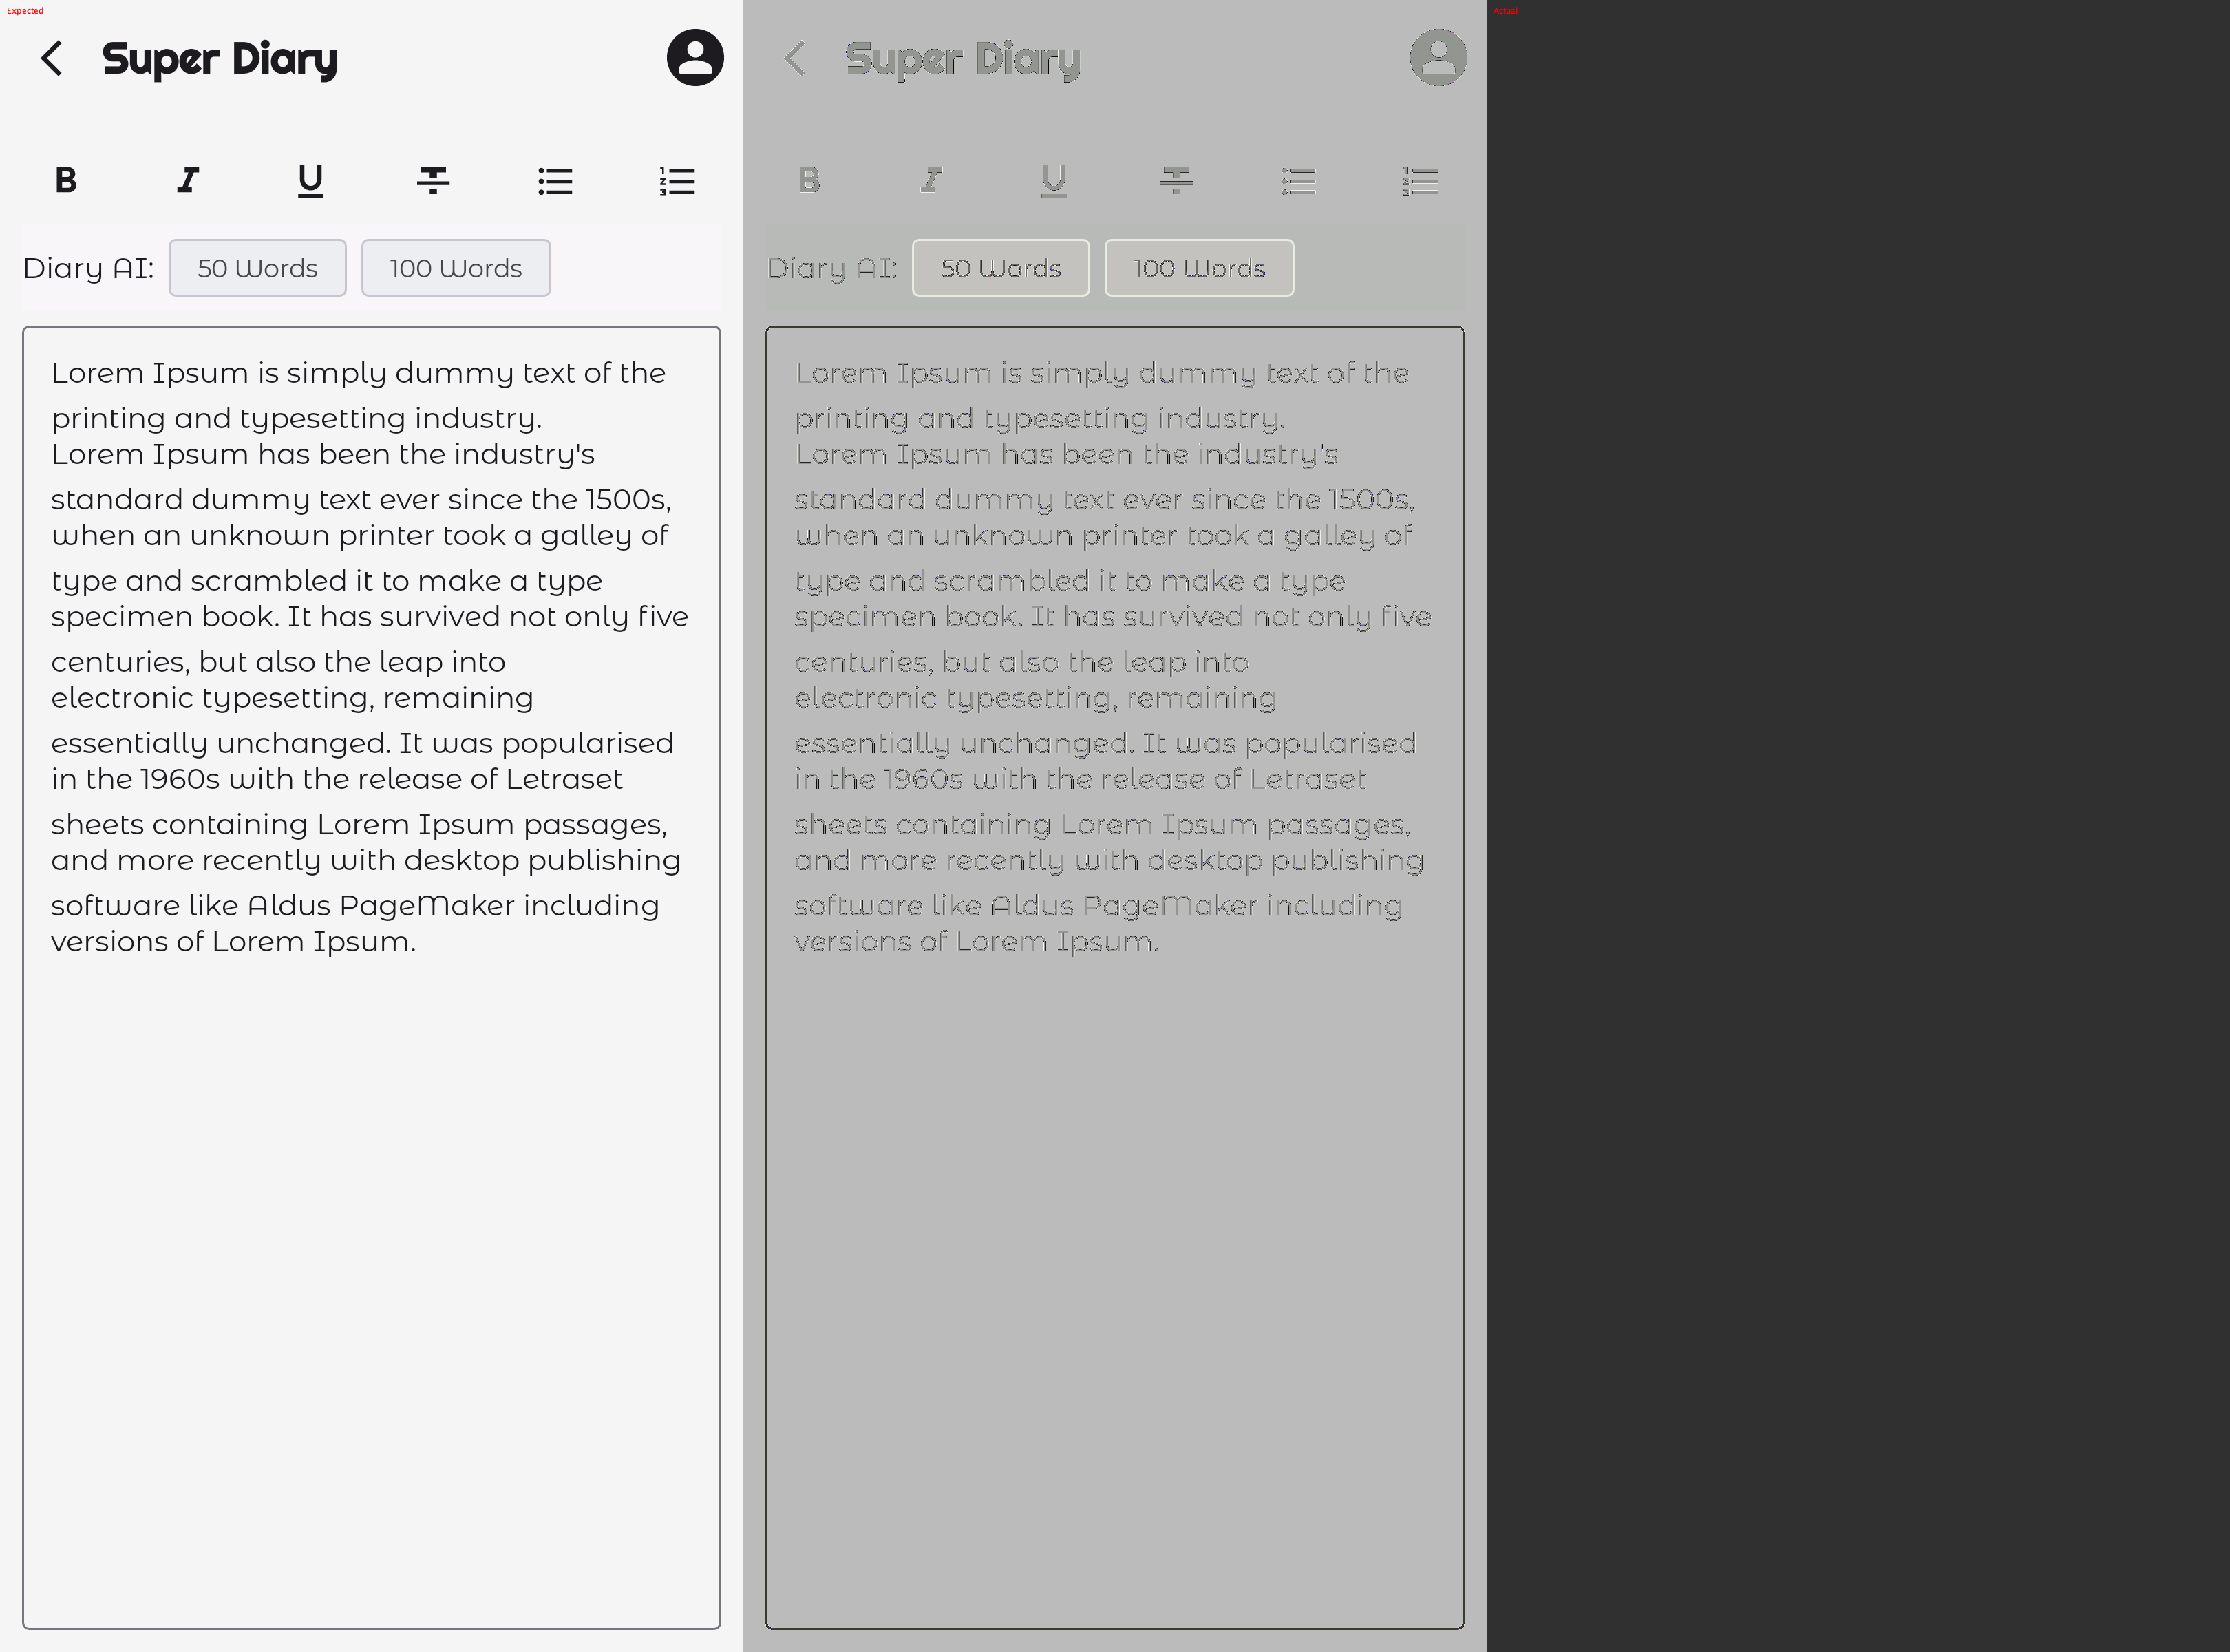 Expected
Actual
Super Diary
Super Diary
B I U T
1
2
3
B I U T
1
2
3
Diary AI: 50 Words 100 Words
Diary AI: 50 Words 100 Words
Lorem Ipsum is simply dummy text of the
printing and typesetting industry.
Lorem Ipsum has been the industry's
standard dummy text ever since the 1500s,
when an unknown printer took a galley of
type and scrambled it to make a type
specimen book. It has survived not only five
centuries, but also the leap into
electronic typesetting, remaining
essentially unchanged. It was popularised
in the 1960s with the release of Letraset
sheets containing Lorem Ipsum passages,
and more recently with desktop publishing
software like Aldus PageMaker including
versions of Lorem Ipsum.
Lorem Ipsum is simply dummy text of the
printing and typesetting industry.
Lorem Ipsum has been the industry's
standard dummy text ever since the 1500s,
when an unknown printer took a galley of
type and scrambled it to make a type
specimen book. It has survived not only five
centuries, but also the leap into
electronic typesetting, remaining
essentially unchanged. It was popularised
in the 1960s with the release of Letraset
sheets containing Lorem Ipsum passages,
and more recently with desktop publishing
software like Aldus PageMaker including
versions of Lorem Ipsum.